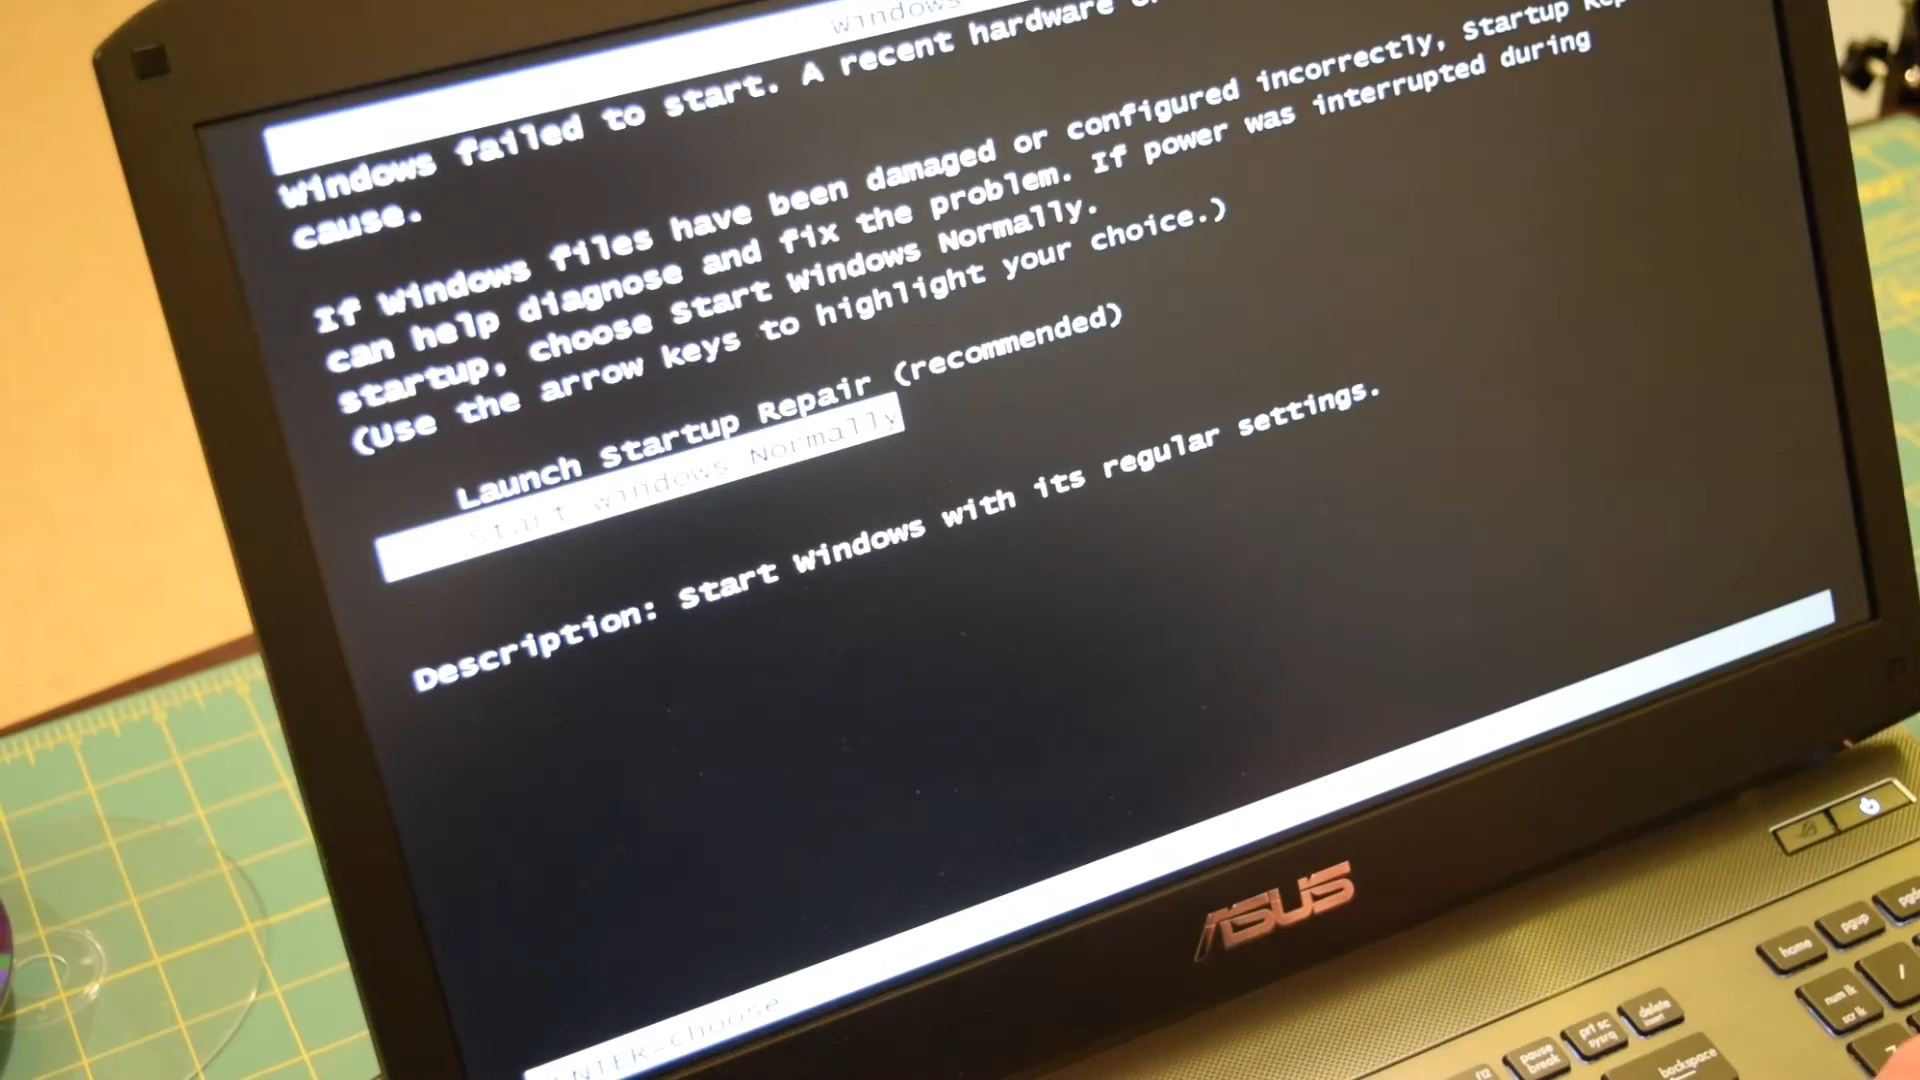 Windows
Windows failed to start. A recent hardware
cause.
If Windows files have been damaged or configured incorrectly, Startup
can help diagnose and fix the problem. If power was interrupted during
startup, choose Start Windows Normally.
(Use the arrow keys to highlight your choice.)
Launch Startup Repair (recommended)
Start Windows Normally
Description: Start Windows with its regular settings.
ENTER=Choose
ASUS
home
pgup
num lk
scr lk
/
delete
insert
prt sc
sysrq
pause
break
f12
backspace
7